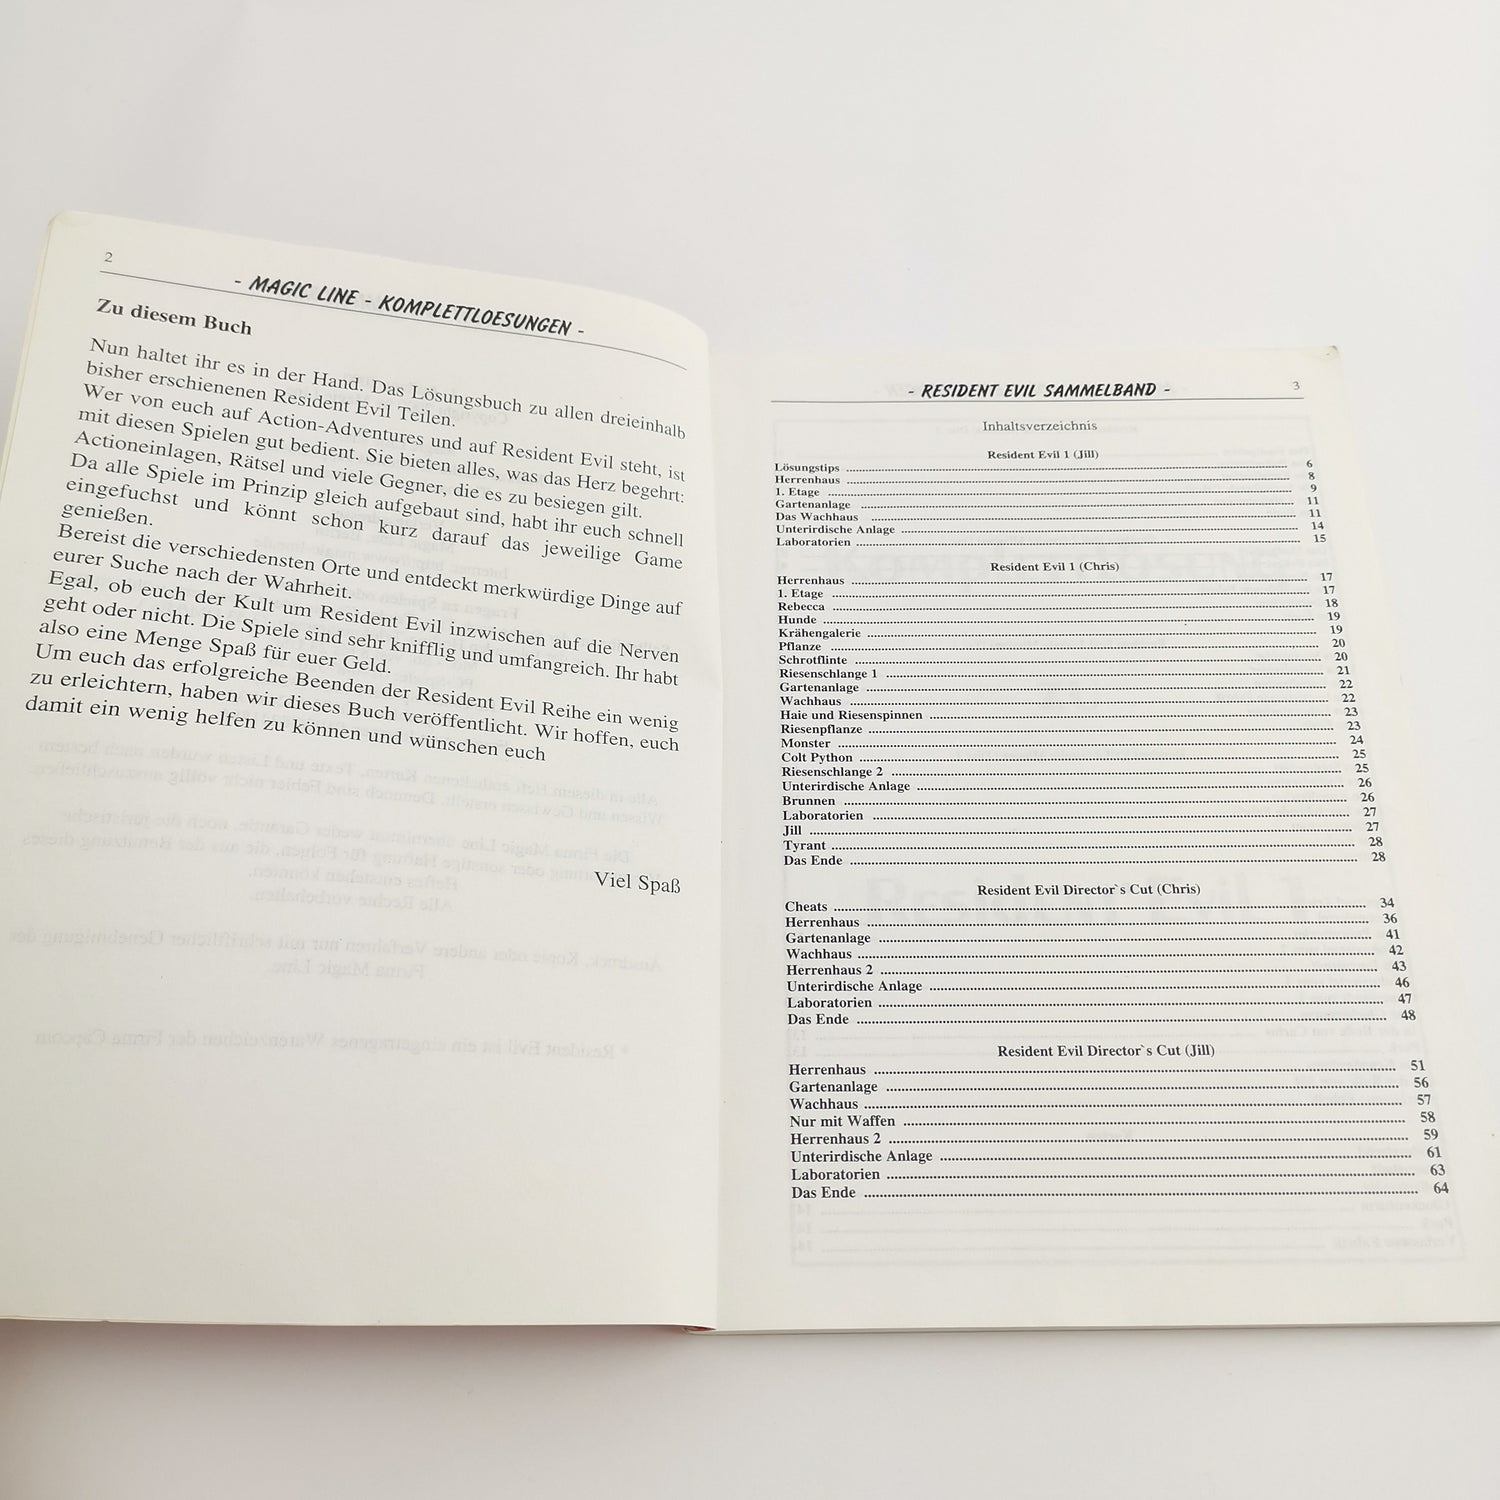 2
- MAGIC LINE - KOMPLETTLOESUNGEN -
Zu diesem Buch
Nun haltet ihr es in der Hand. Das Lösungsbuch zu allen dreieinhalb
bisher erschienenen Resident Evil Teilen.
Wer von euch auf Action-Adventures und auf Resident Evil steht, ist
mit diesen Spielen gut bedient. Sie bieten alles, was das Herz begehrt:
Actioneinlagen, Rätsel und viele Gegner, die es zu besiegen gilt.
Da alle Spiele im Prinzip gleich aufgebaut sind, habt ihr euch schnell
eingefuchst und könnt schon kurz darauf das jeweilige Game
genießen.
Bereist die verschiedensten Orte und entdeckt merkwürdige Dinge auf
eurer Suche nach der Wahrheit.
Egal, ob euch der Kult um Resident Evil inzwischen auf die Nerven
geht oder nicht. Die Spiele sind sehr knifflig und umfangreich. Ihr habt
also eine Menge Spaß für euer Geld.
Um euch das erfolgreiche Beenden der Resident Evil Reihe ein wenig
zu erleichtern, haben wir dieses Buch veröffentlicht. Wir hoffen, euch
damit ein wenig helfen zu können und wünschen euch
Viel Spaß
- RESIDENT EVIL SAMMELBAND - 3
Inhaltsverzeichnis
Resident Evil 1 (Jill)
Lösungstips 6
Herrenhaus 8
1. Etage 9
Gartenanlage 11
Das Wachhaus 11
Unterirdische Anlage 14
Laboratorien 15
Resident Evil 1 (Chris)
Herrenhaus 17
1. Etage 17
Rebecca 18
Hunde 19
Krähengalerie 19
Pflanze 20
Schrotflinte 20
Riesenschlange 1 21
Gartenanlage 22
Wachhaus 22
Haie und Riesenspinnen 23
Riesenpflanze 23
Monster 24
Colt Python 25
Riesenschlange 2 25
Unterirdische Anlage 26
Brunnen 26
Laboratorien 27
Jill 27
Tyrant 28
Das Ende 28
Resident Evil Director`s Cut (Chris)
Cheats 34
Herrenhaus 36
Gartenanlage 41
Wachhaus 42
Herrenhaus 2 43
Unterirdische Anlage 46
Laboratorien 47
Das Ende 48
Resident Evil Director`s Cut (Jill)
Herrenhaus 51
Gartenanlage 56
Wachhaus 57
Nur mit Waffen 58
Herrenhaus 2 59
Unterirdische Anlage 61
Laboratorien 63
Das Ende 64